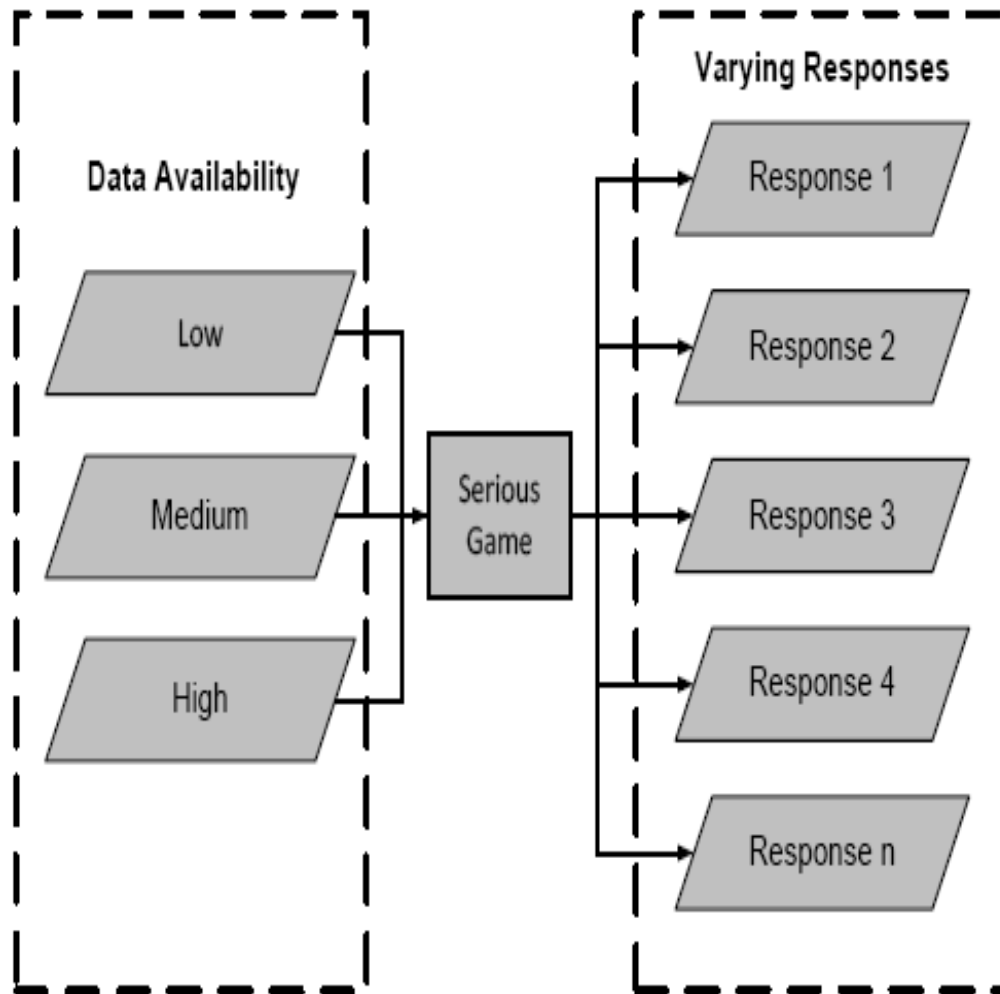 Data Availability
Low
Medium
High
Serious
Game
Varying Responses
Response 1
Response 2
Response 3
Response 4
Response n